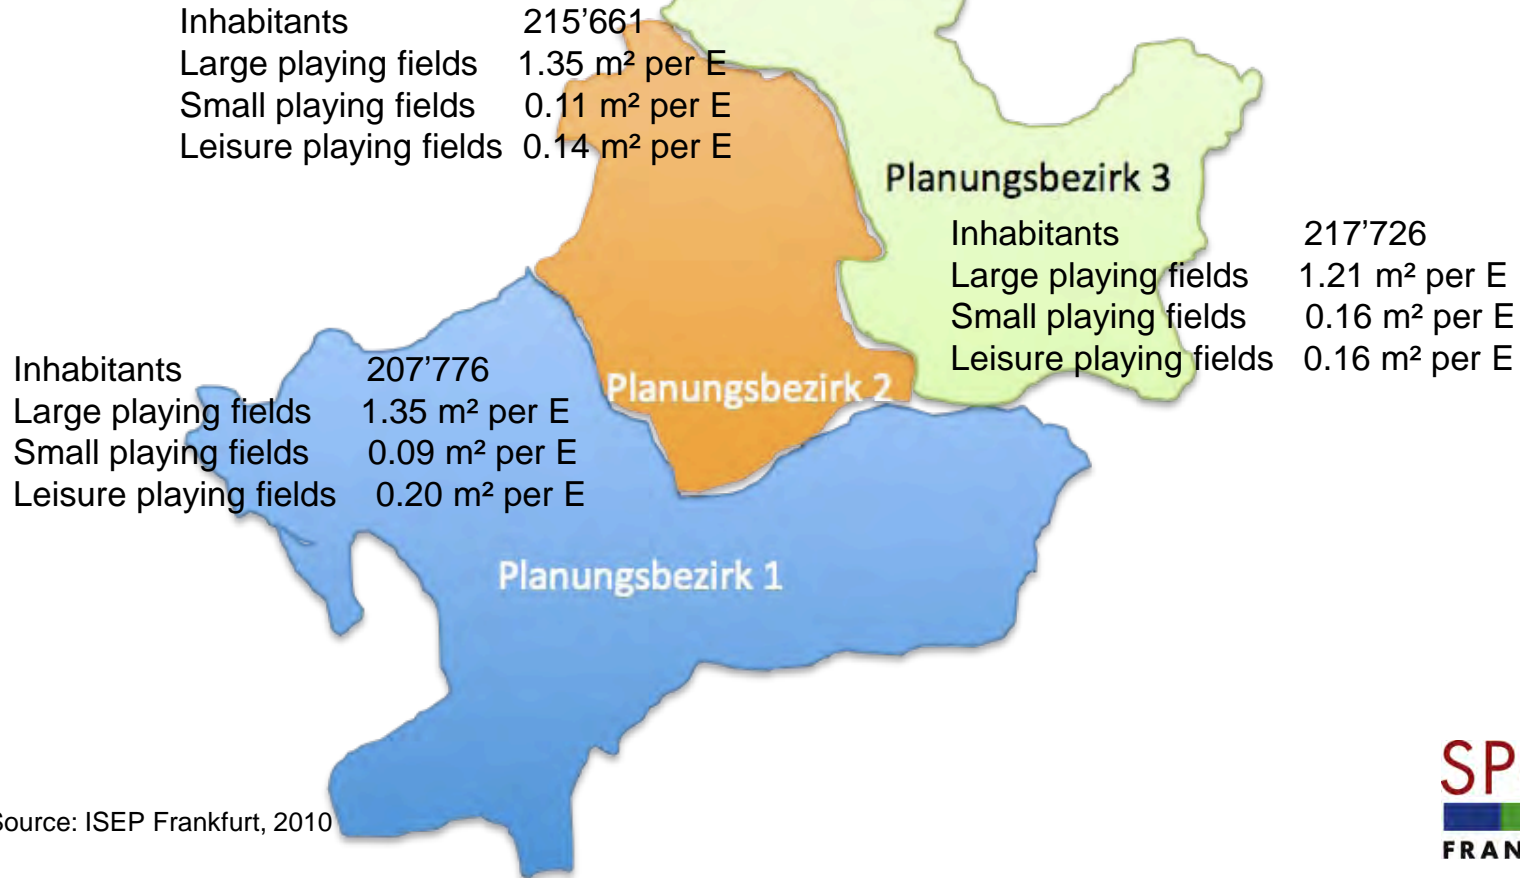 Inhabitants 215’661
Large playing fields 1.35 m² per E
Small playing fields 0.11 m² per E
Leisure playing fields 0.14 m² per E
Planungsbezirk 3
Inhabitants 217’726
Large playing fields 1.21 m² per E
Small playing fields 0.16 m² per E
Leisure playing fields 0.16 m² per E
Planungsbezirk 2
Inhabitants 207’776
Large playing fields 1.35 m² per E
Small playing fields 0.09 m² per E
Leisure playing fields 0.20 m² per E
Planungsbezirk 1
Source: ISEP Frankfurt, 2010
SP
FRAN